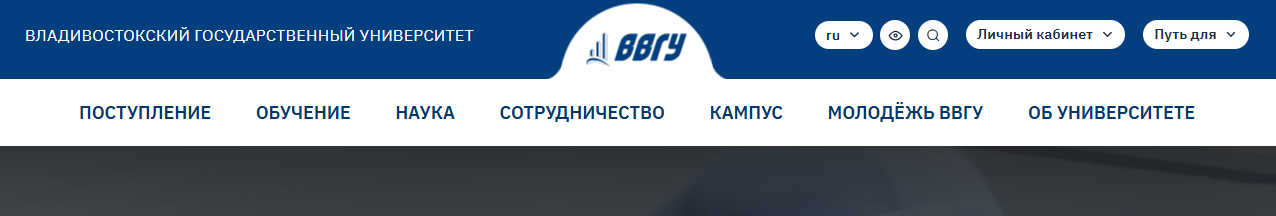 ВЛАДИВОСТОКСКИЙ ГОСУДАРСТВЕННЫЙ УНИВЕРСИТЕТ
ВВГУ
ru
Личный кабинет
Путь для
ПОСТУПЛЕНИЕ ОБУЧЕНИЕ НАУКА СОТРУДНИЧЕСТВО КАМПУС МОЛОДЁЖЬ ВВГУ ОБ УНИВЕРСИТЕТЕ